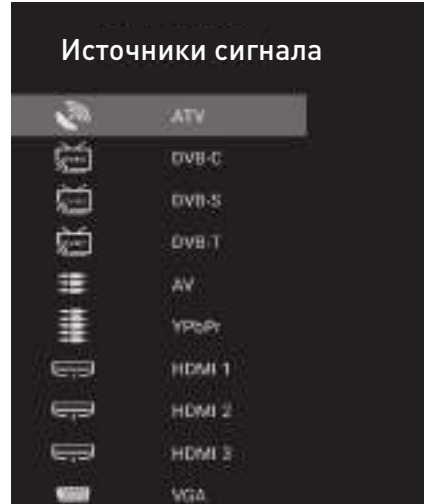 Источники сигнала
ATV
DVB-C
DVB-S
DVB-T
AV
YPbPr
HDMI 1
HDMI 2
HDMI 3
VGA